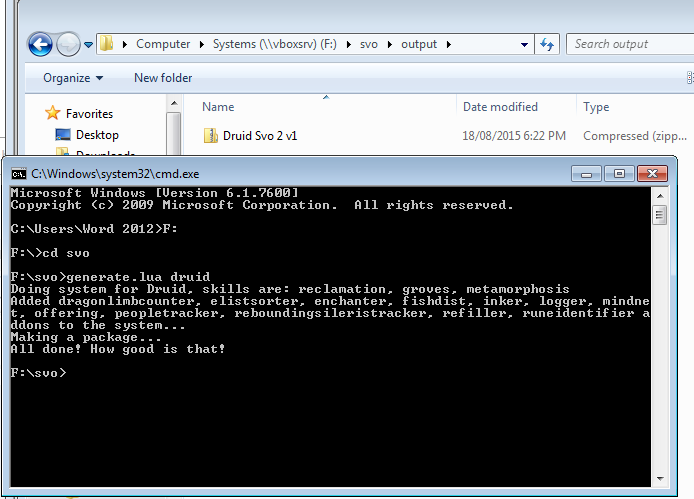 Computer Systems (\\vboxsrv) (F:) svo output
Search output
Organize New folder
Favorites
Desktop
Name Date modified Type
Druid Svo 2 v1 18/08/2015 6:22 PM Compressed (zipp...
C:\Windows\system32\cmd.exe
Microsoft Windows [Version 6.1.7600]
Copyright (c) 2009 Microsoft Corporation.  All rights reserved.
C:\Users\Word 2012>F:
F:\>cd svo
F:\svo>generate.lua druid
Doing system for Druid, skills are: reclamation, groves, metamorphosis
Added dragonlimbcounter, elistsorter, enchanter, fishdist, inker, logger, mindne
t, offering, peopletracker, reboundingsileristracker, refiller, runeidentifier a
ddons to the system...
Making a package...
All done! How good is that!
F:\svo>